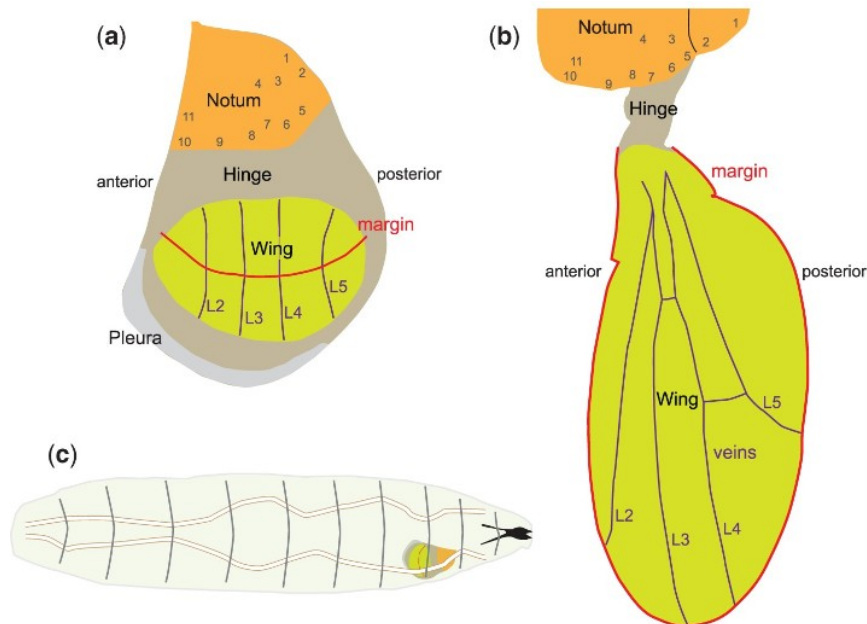 (a)
1
2
3
4
Notum
5
6
7
8
9
10
11
anterior
Hinge
posterior
margin
Wing
L2
L3
L4
L5
Pleura
(b)
Notum
1
2
3
4
5
6
7
8
9
10
11
Hinge
margin
anterior
posterior
Wing
L5
veins
L2
L3
L4
(c)